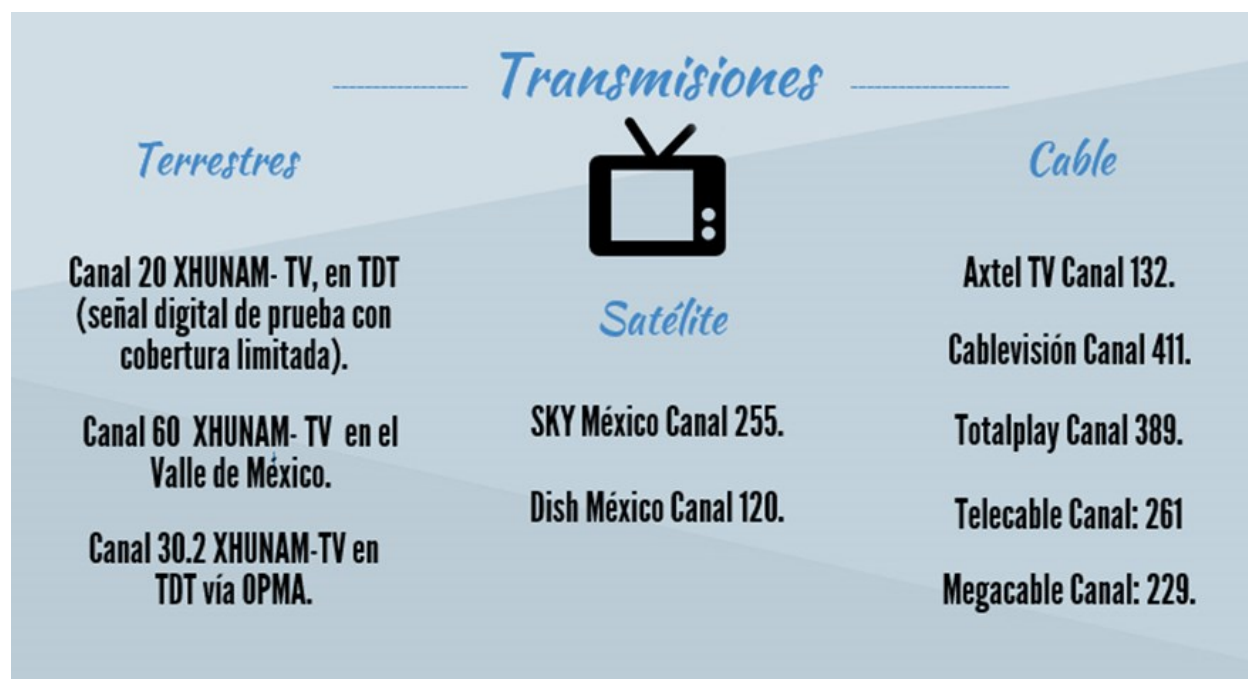 Transmisiones
Terrestres
Canal 20 XHUNAM- TV, en TDT
(señal digital de prueba con
cobertura limitada).
Canal 60 XHUNAM- TV en el
Valle de México.
Canal 30.2 XHUNAM-TV en
TDT vía OPMA.
Satélite
SKY México Canal 255.
Dish México Canal 120.
Cable
Axtel TV Canal 132.
Cablevisión Canal 411.
Totalplay Canal 389.
Telecable Canal: 261
Megacable Canal: 229.